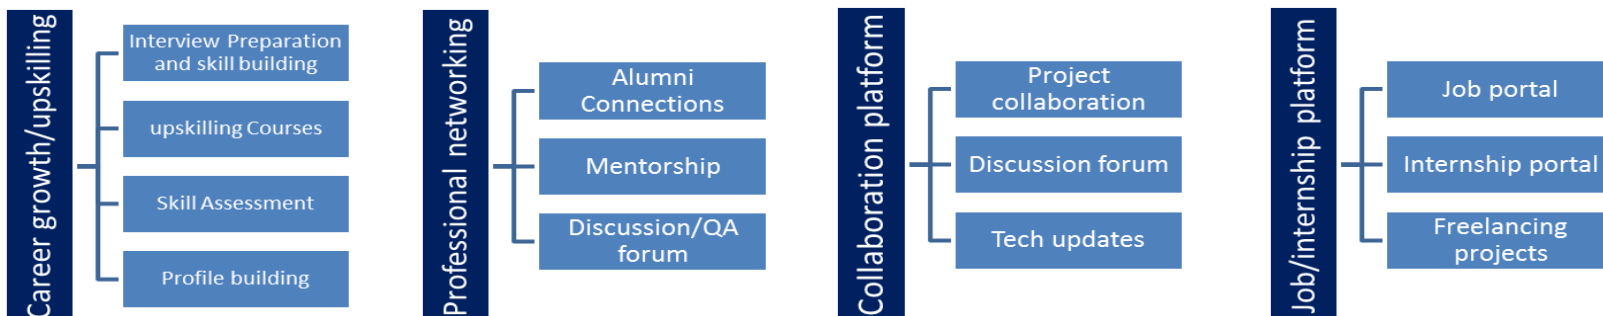 Career growth/upskilling
Interview Preparation
and skill building
upskilling Courses
Skill Assessment
Profile building
Professional networking
Alumni
Connections
Mentorship
Discussion/QA
forum
Collaboration platform
Project
collaboration
Discussion forum
Tech updates
Job/internship platform
Job portal
Internship portal
Freelancing
projects